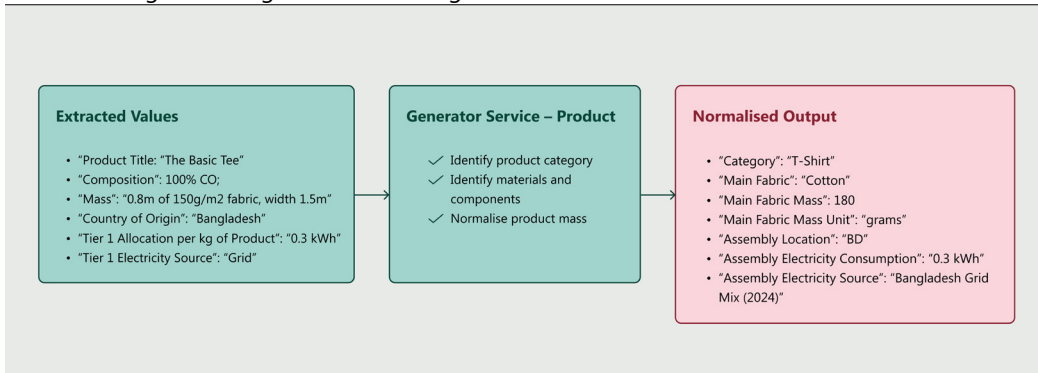 Extracted Values
• "Product Title: "The Basic Tee"
• "Composition": 100% CO;
• "Mass": "0.8m of 150g/m2 fabric, width 1.5m"
• "Country of Origin": "Bangladesh"
• "Tier 1 Allocation per kg of Product": "0.3 kWh"
• "Tier 1 Electricity Source": "Grid"
Generator Service – Product
✓ Identify product category
✓ Identify materials and
components
✓ Normalise product mass
Normalised Output
• "Category": "T-Shirt"
• "Main Fabric": "Cotton"
• "Main Fabric Mass": 180
• "Main Fabric Mass Unit": "grams"
• "Assembly Location": "BD"
• "Assembly Electricity Consumption": "0.3 kWh"
• "Assembly Electricity Source": "Bangladesh Grid
Mix (2024)"